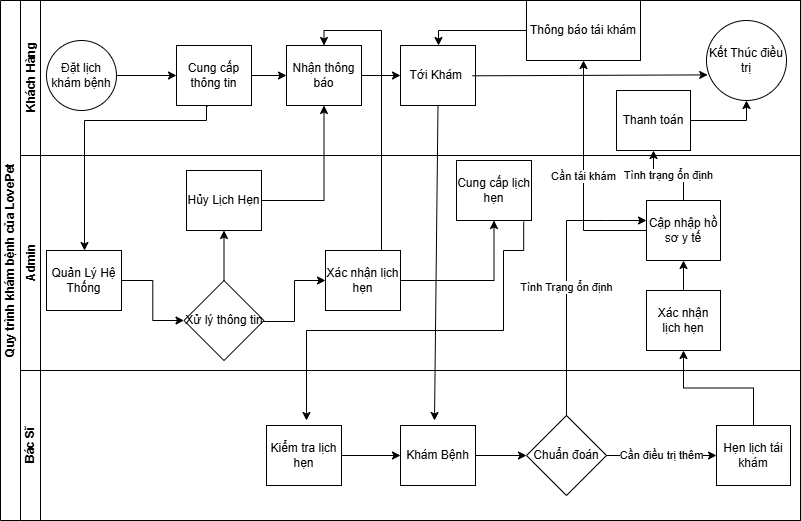 Quy trình khám bệnh của LovePet
Khách Hàng
Đặt lịch
khám bệnh
Cung cấp
thông tin
Nhận thông
báo
Tới Khám
Thông báo tái khám
Kết Thúc điều
trị
Thanh toán
Admin
Hủy Lịch Hẹn
Cung cấp lịch
hẹn
Cần tái khám
Tình trạng ổn định
Cập nhập hồ
sơ y tế
Quản Lý Hệ
Thống
Xử lý thông tin
Xác nhận lịch
hẹn
Tình Trạng ổn định
Xác nhận
lịch hẹn
Bác Sĩ
Kiểm tra lịch
hẹn
Khám Bệnh
Chuẩn đoán
Cần điều trị thêm
Hẹn lịch tái
khám